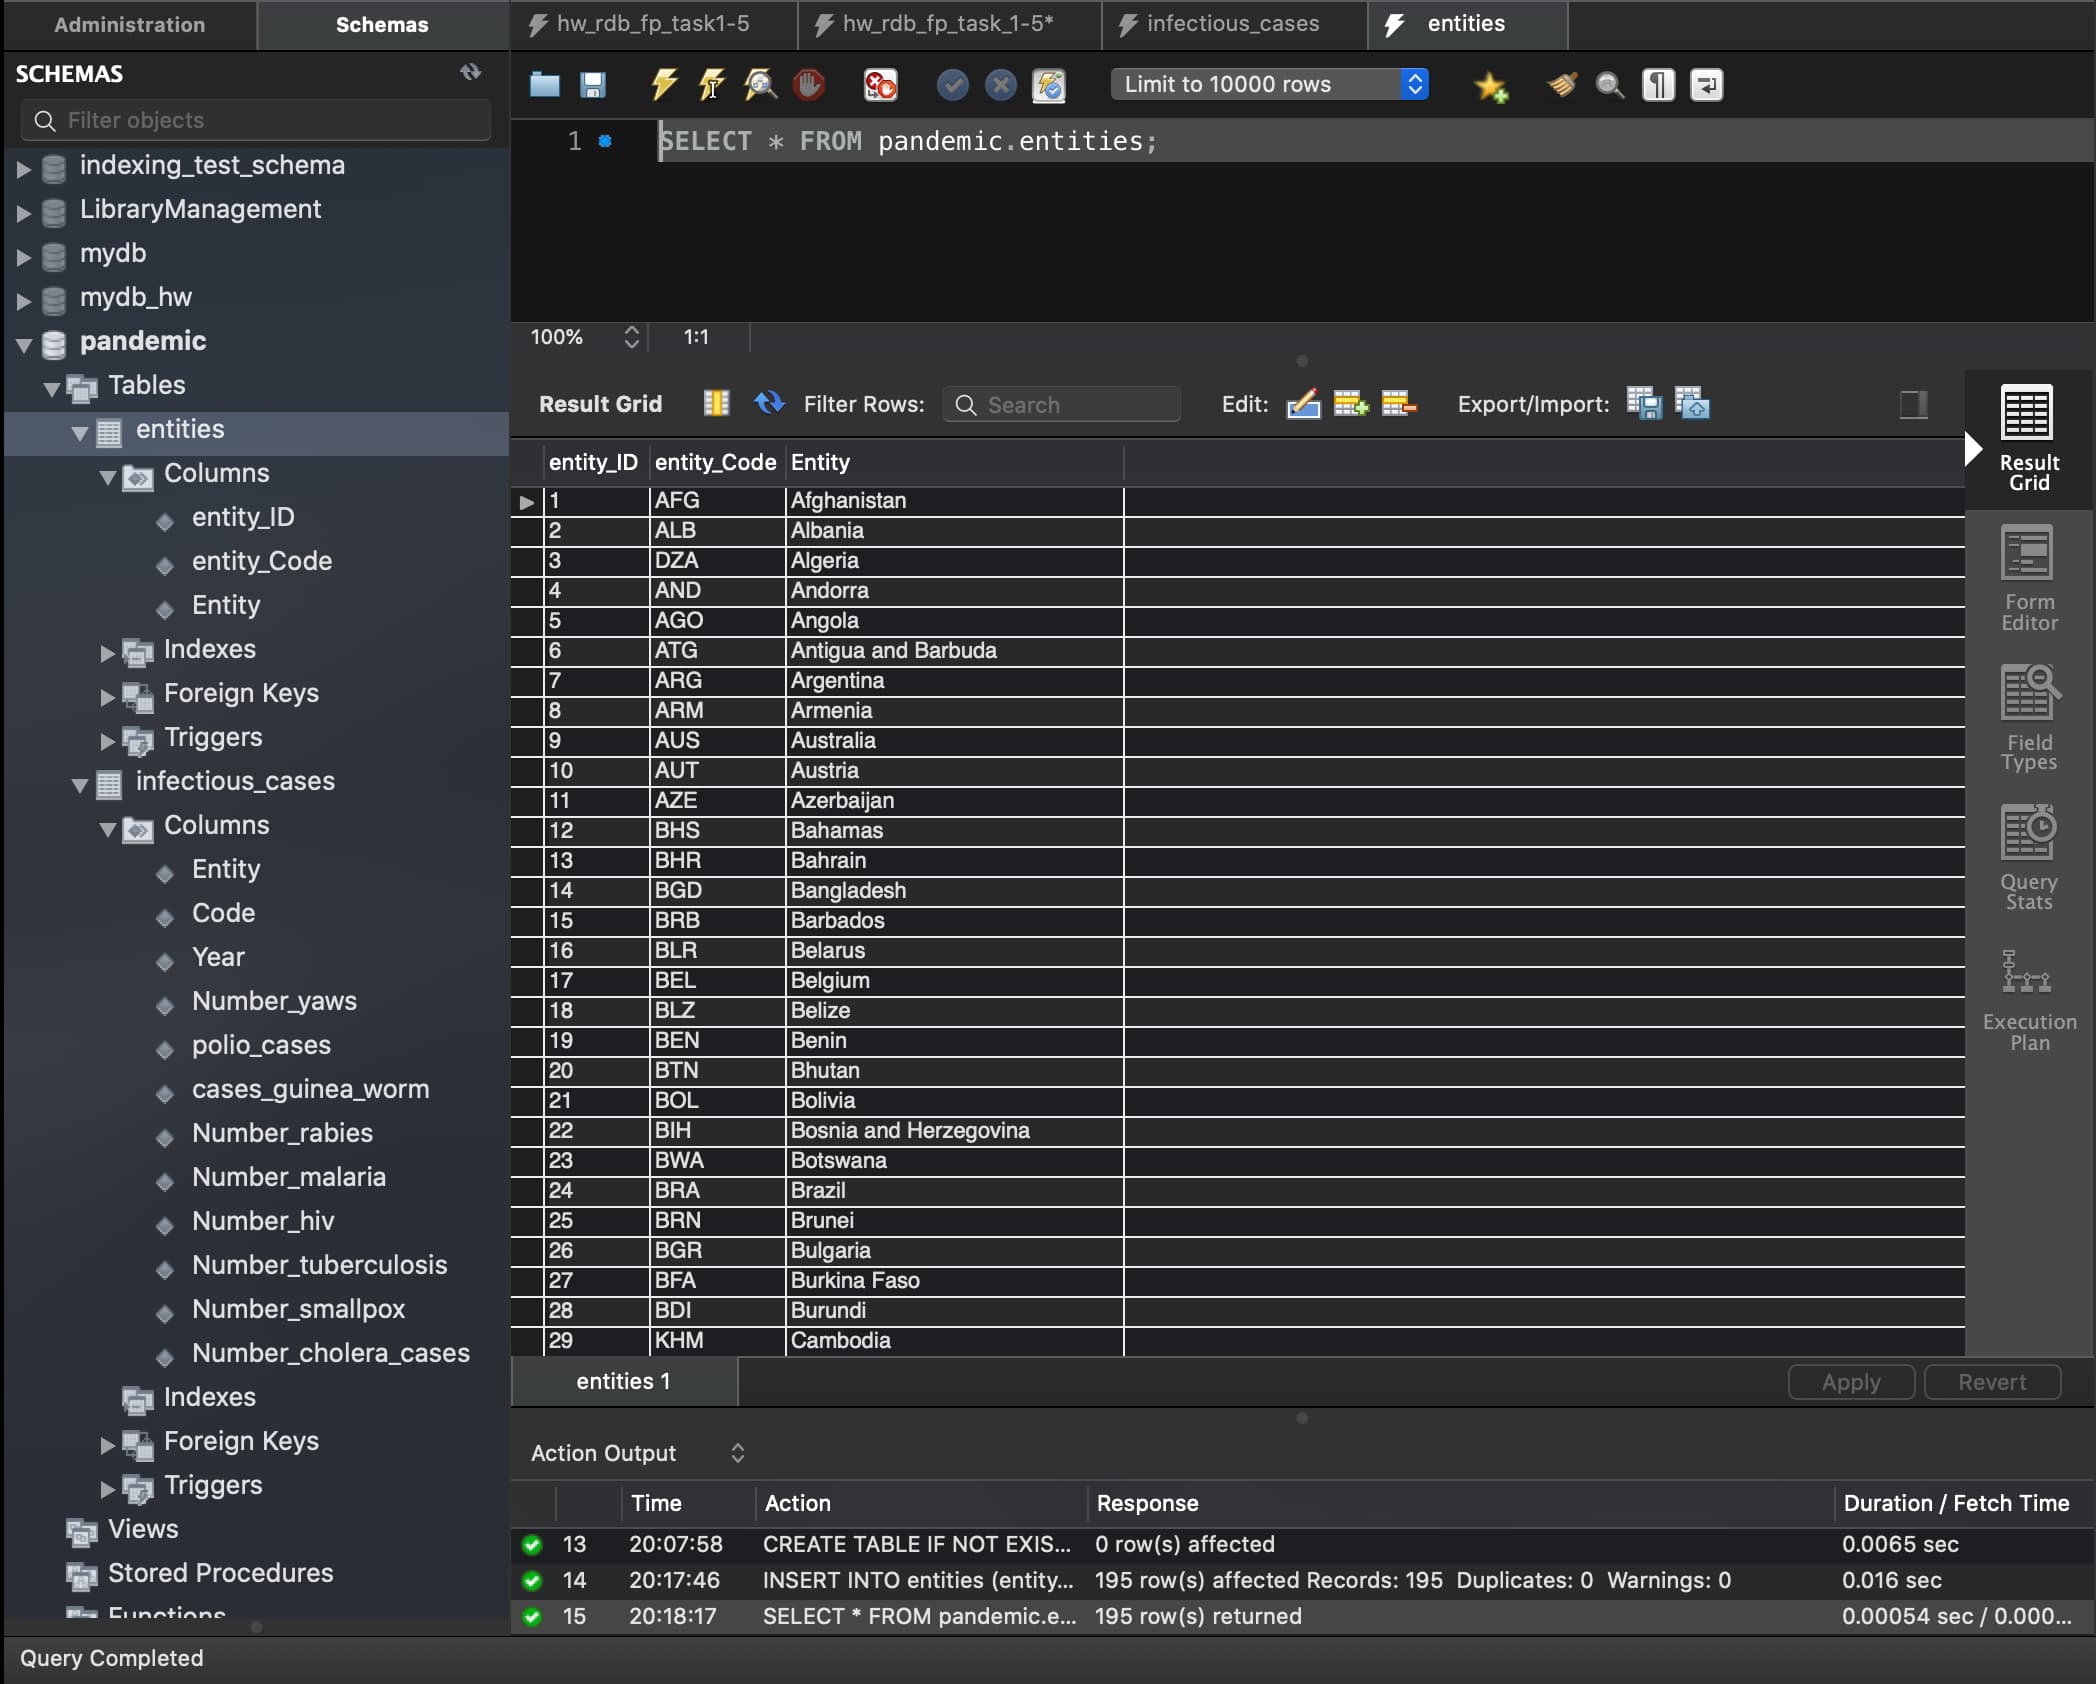 Administration Schemas
hw_rdb_fp_task1-5 hw_rdb_fp_task_1-5* infectious_cases entities
SCHEMAS
Filter objects
Limit to 10000 rows
1 SELECT * FROM pandemic.entities;
indexing_test_schema
LibraryManagement
mydb
mydb_hw
pandemic
Tables
entities
Columns
entity_ID
entity_Code
Entity
Indexes
Foreign Keys
Triggers
infectious_cases
Columns
Entity
Code
Year
Number_yaws
polio_cases
cases_guinea_worm
Number_rabies
Number_malaria
Number_hiv
Number_tuberculosis
Number_smallpox
Number_cholera_cases
Indexes
Foreign Keys
Triggers
Views
Stored Procedures
Functions
100% 1:1
Result Grid Filter Rows: Search Edit: Export/Import:
entity_ID entity_Code Entity
1 AFG Afghanistan
2 ALB Albania
3 DZA Algeria
4 AND Andorra
5 AGO Angola
6 ATG Antigua and Barbuda
7 ARG Argentina
8 ARM Armenia
9 AUS Australia
10 AUT Austria
11 AZE Azerbaijan
12 BHS Bahamas
13 BHR Bahrain
14 BGD Bangladesh
15 BRB Barbados
16 BLR Belarus
17 BEL Belgium
18 BLZ Belize
19 BEN Benin
20 BTN Bhutan
21 BOL Bolivia
22 BIH Bosnia and Herzegovina
23 BWA Botswana
24 BRA Brazil
25 BRN Brunei
26 BGR Bulgaria
27 BFA Burkina Faso
28 BDI Burundi
29 KHM Cambodia
Result
Grid
Form
Editor
Field
Types
Query
Stats
Execution
Plan
entities 1 Apply Revert
Action Output
Time Action Response Duration / Fetch Time
13 20:07:58 CREATE TABLE IF NOT EXIS... 0 row(s) affected 0.0065 sec
14 20:17:46 INSERT INTO entities (entity... 195 row(s) affected Records: 195 Duplicates: 0 Warnings: 0 0.016 sec
15 20:18:17 SELECT * FROM pandemic.e... 195 row(s) returned 0.00054 sec / 0.000...
Query Completed